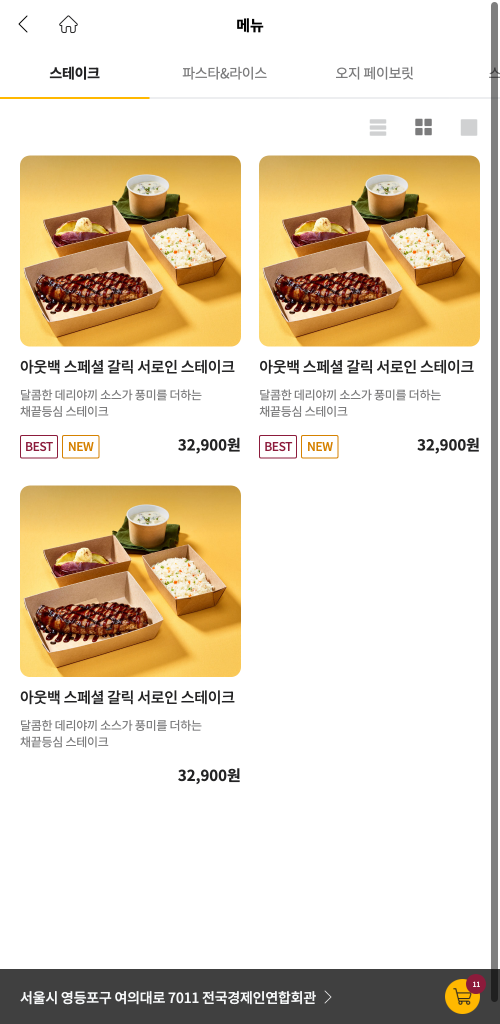 메뉴
스테이크 파스타&라이스 오지 페이보릿
아웃백 스페셜 갈릭 서로인 스테이크
달콤한 데리야끼 소스가 풍미를 더하는
채끝등심 스테이크
BEST NEW 32,900원
아웃백 스페셜 갈릭 서로인 스테이크
달콤한 데리야끼 소스가 풍미를 더하는
채끝등심 스테이크
BEST NEW 32,900원
아웃백 스페셜 갈릭 서로인 스테이크
달콤한 데리야끼 소스가 풍미를 더하는
채끝등심 스테이크
32,900원
서울시 영등포구 여의대로 7011 전국경제인연합회관
11